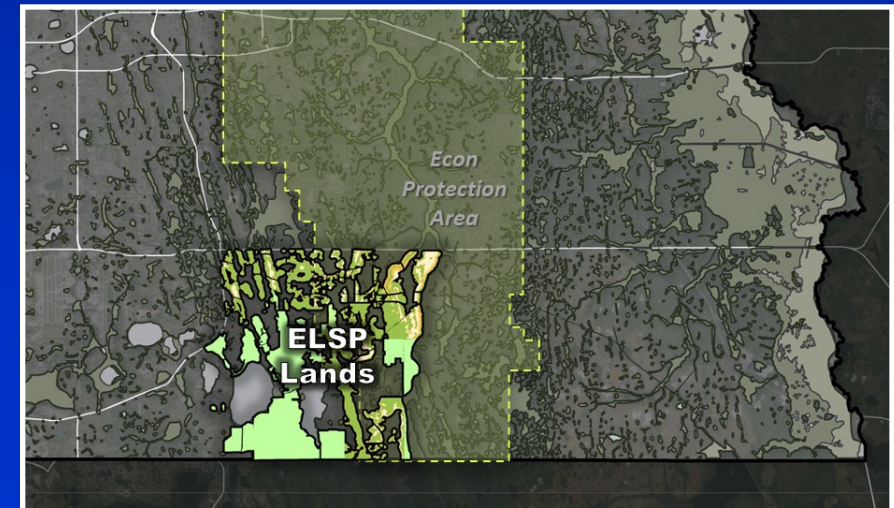 Econ
Protection
Area
ELSP
Lands